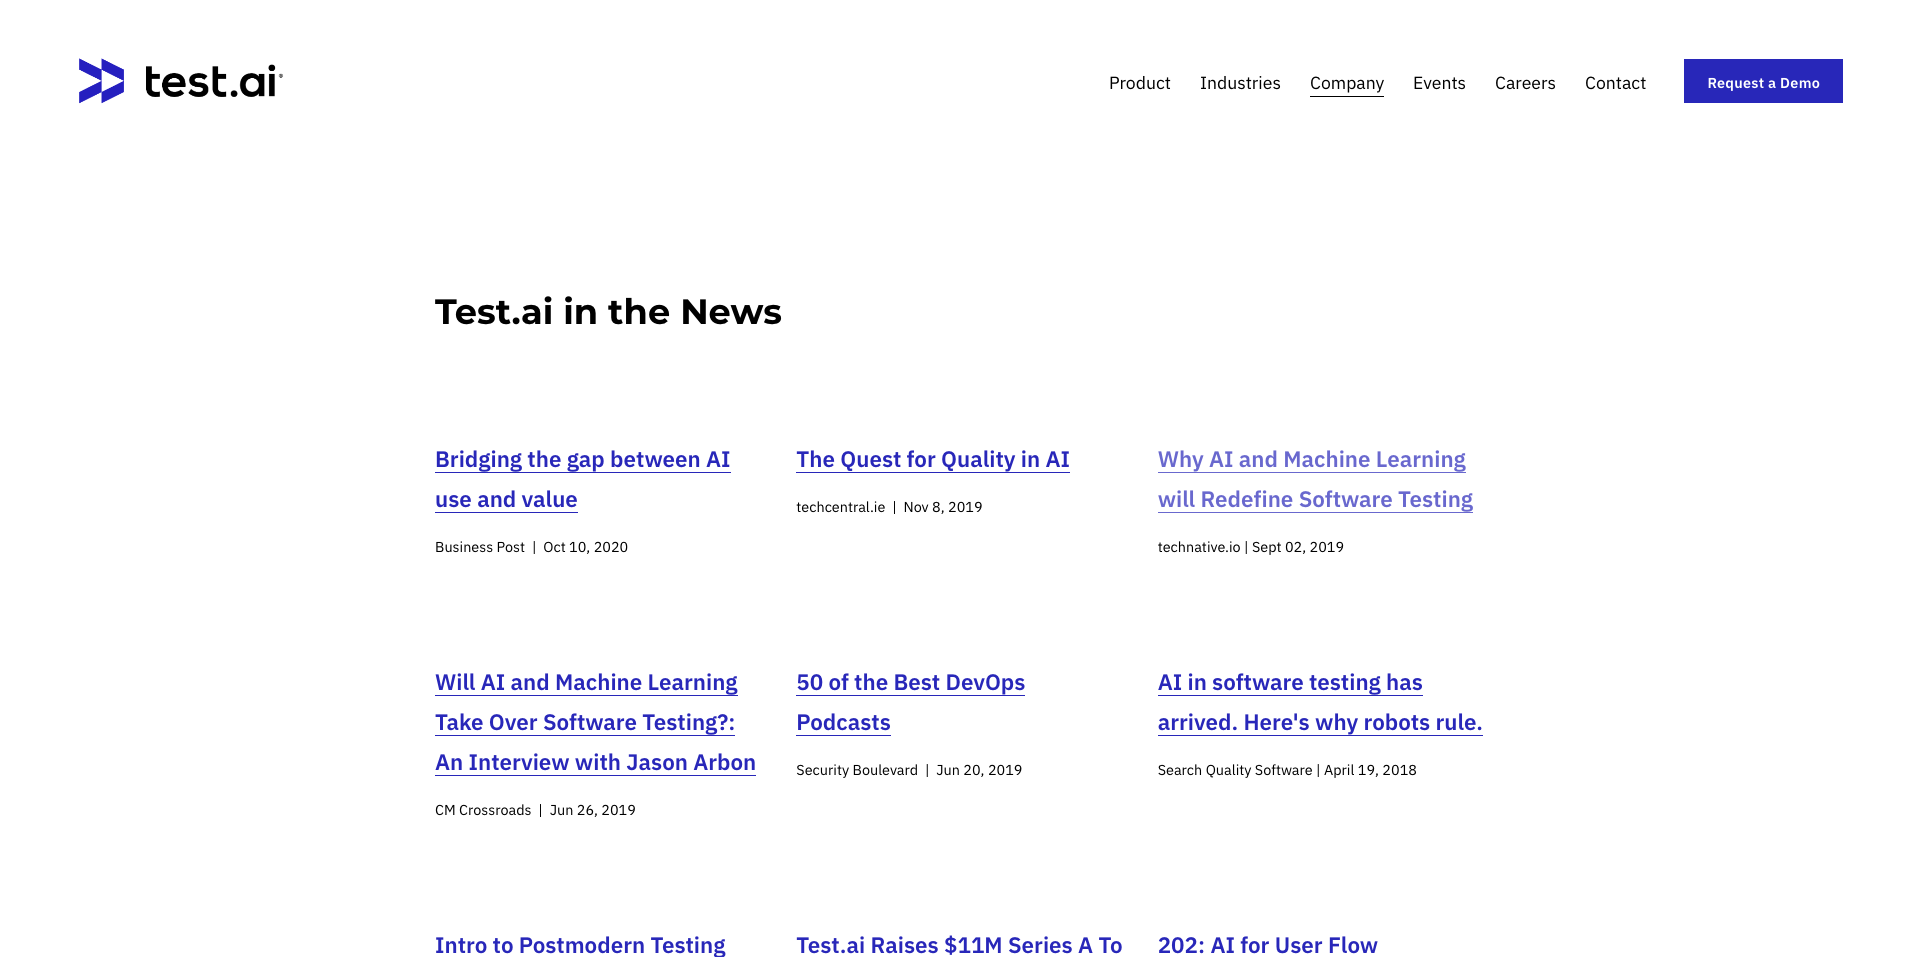 test.ai
Product
Industries
Company
Events
Careers
Contact
Request a Demo
Test.ai in the News
Bridging the gap between AI
use and value
Business Post | Oct 10, 2020
The Quest for Quality in AI
techcentral.ie | Nov 8, 2019
Why AI and Machine Learning
will Redefine Software Testing
technative.io | Sept 02, 2019
Will AI and Machine Learning
Take Over Software Testing?:
An Interview with Jason Arbon
CM Crossroads | Jun 26, 2019
50 of the Best DevOps
Podcasts
Security Boulevard | Jun 20, 2019
AI in software testing has
arrived. Here's why robots rule.
Search Quality Software | April 19, 2018
Intro to Postmodern Testing
Test.ai Raises $11M Series A To
202: AI for User Flow